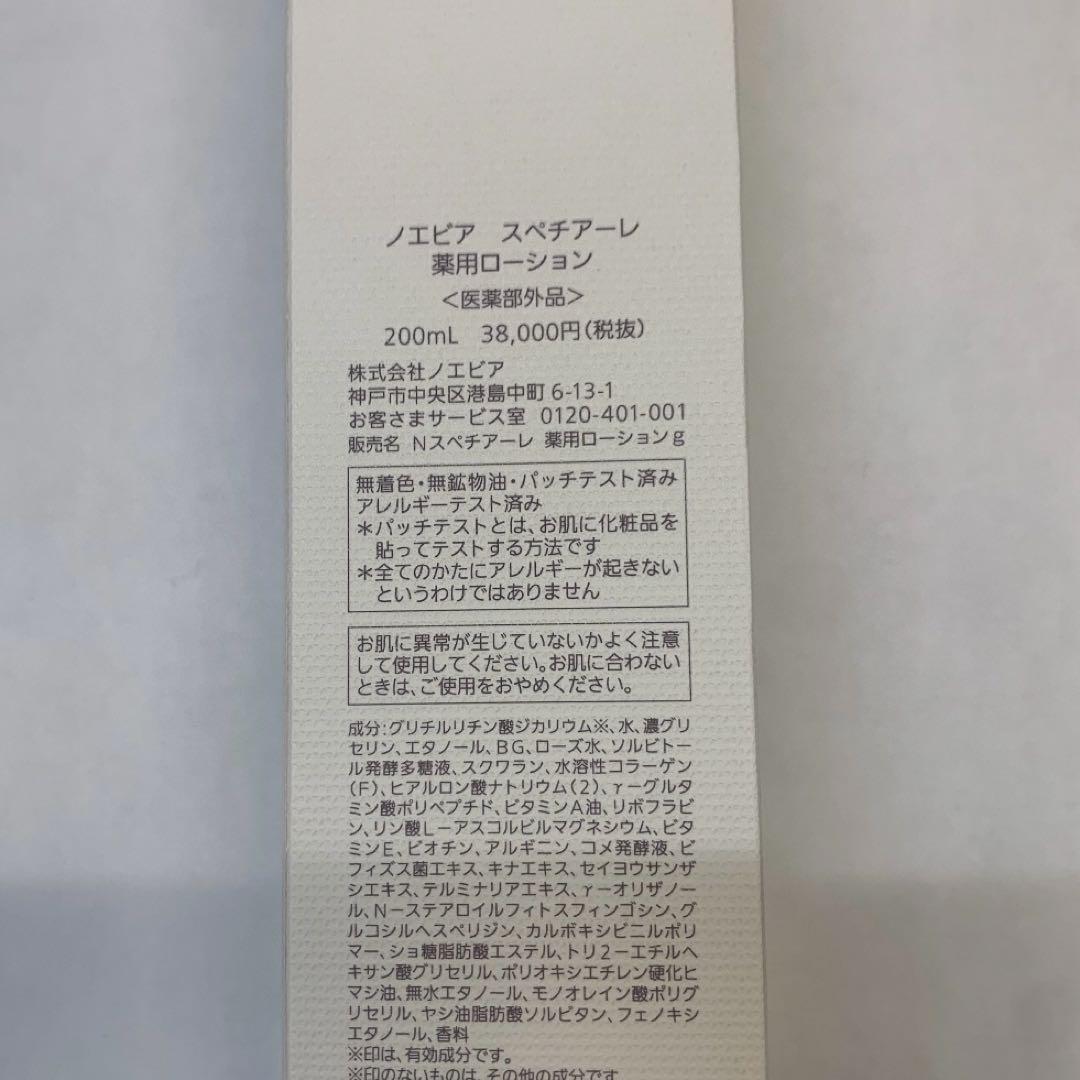 ノエビア　スペチアーレ
薬用ローション
<医薬部外品>
200mL　38,000円(税抜)
株式会社ノエビア
神戸市中央区港島中町 6-13-1
お客さまサービス室 0120-401-001
販売名 Nスペチアーレ 薬用ローションg
無着色・無鉱物油・パッチテスト済み
アレルギーテスト済み
＊パッチテストとは、お肌に化粧品を
貼ってテストする方法です
＊全てのかたにアレルギーが起きない
というわけではありません
お肌に異常が生じていないかよく注意
して使用してください。お肌に合わない
ときは、ご使用をおやめください。
成分：グリチルリチン酸ジカリウム※、水、濃グリ
セリン、エタノール、BG、ローズ水、ソルビトー
ル発酵多糖液、スクワラン、水溶性コラーゲン
(F)、ヒアルロン酸ナトリウム(2)、γーグルタ
ミン酸ポリペプチド、ビタミンA油、リボフラビ
ン、リン酸Lーアスコルビルマグネシウム、ビタ
ミンE、ビオチン、アルギニン、コメ発酵液、ビ
フィズス菌エキス、キナエキス、セイヨウサンザ
シエキス、テルミナリアエキス、γーオリザノー
ル、Nーステアロイルフィトスフィンゴシン、グ
ルコシルヘスペリジン、カルボキシビニルポリ
マー、ショ糖脂肪酸エステル、トリ2ーエチルヘ
キサン酸グリセリル、ポリオキシエチレン硬化ヒ
マシ油、無水エタノール、モノオレイン酸ポリグ
リセリル、ヤシ油脂肪酸ソルビタン、フェノキシ
エタノール、香料
※印は、有効成分です。
※印のないものは、その他の成分です